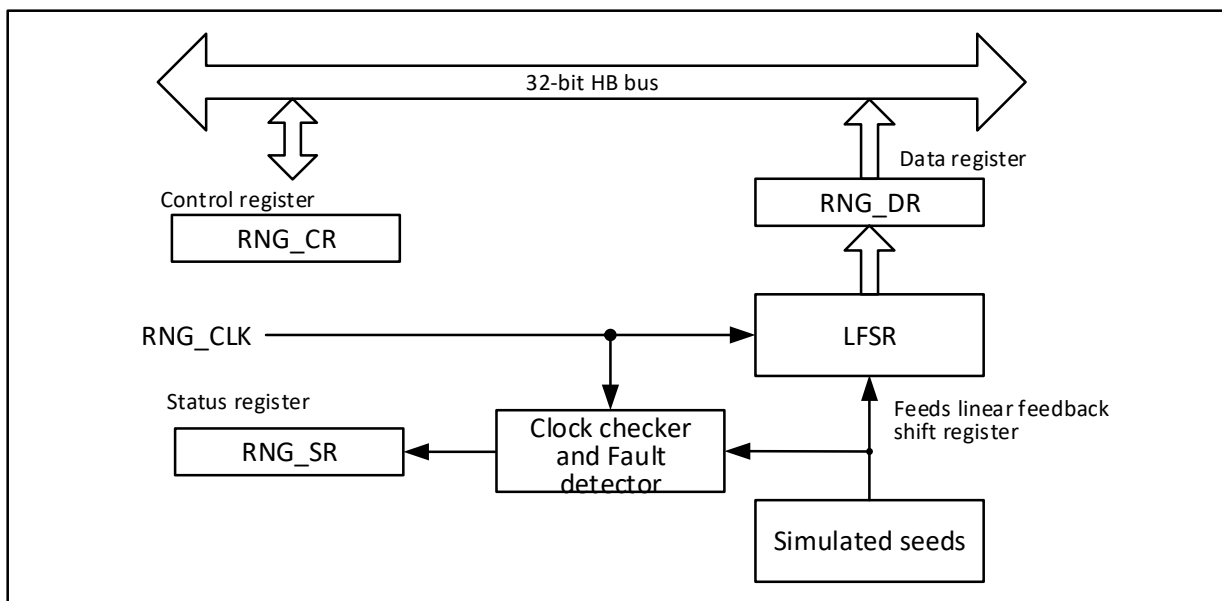 32-bit HB bus
Data register
RNG_DR
Control register
RNG_CR
RNG_CLK
LFSR
Status register
RNG_SR
Clock checker
and Fault
detector
Feeds linear feedback
shift register
Simulated seeds